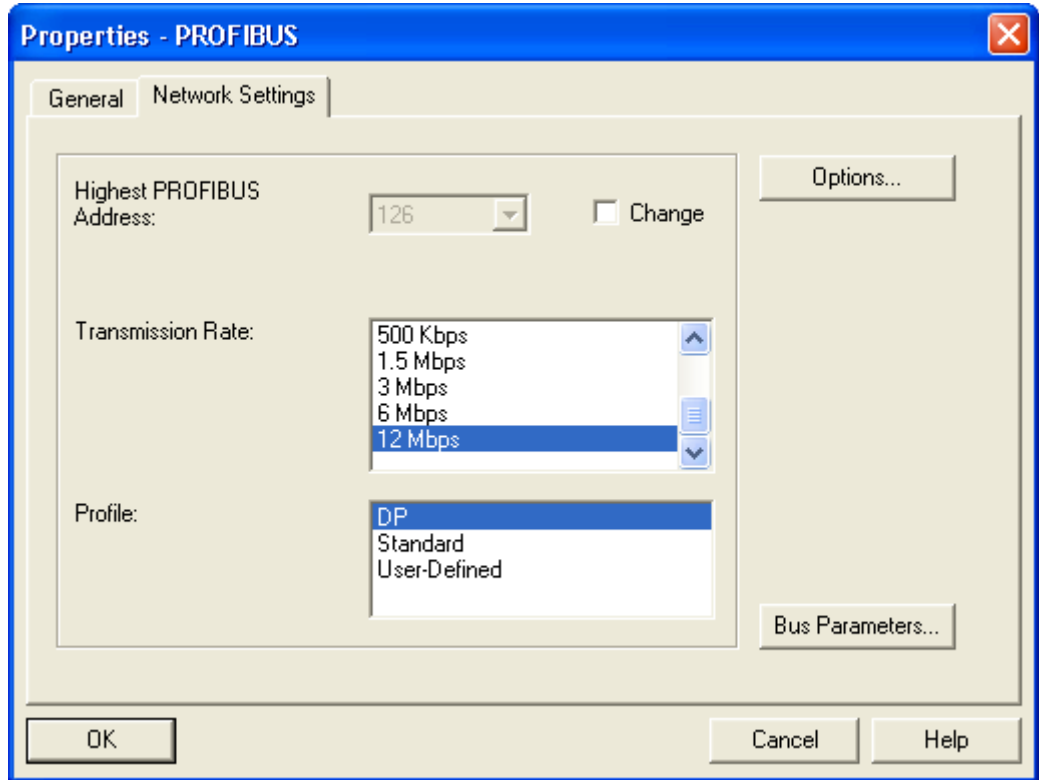 Properties - PROFIBUS
General
Network Settings
Highest PROFIBUS
Address:
126
Change
Options...
Transmission Rate:
500 Kbps
1.5 Mbps
3 Mbps
6 Mbps
12 Mbps
Profile:
DP
Standard
User-Defined
Bus Parameters...
OK
Cancel
Help